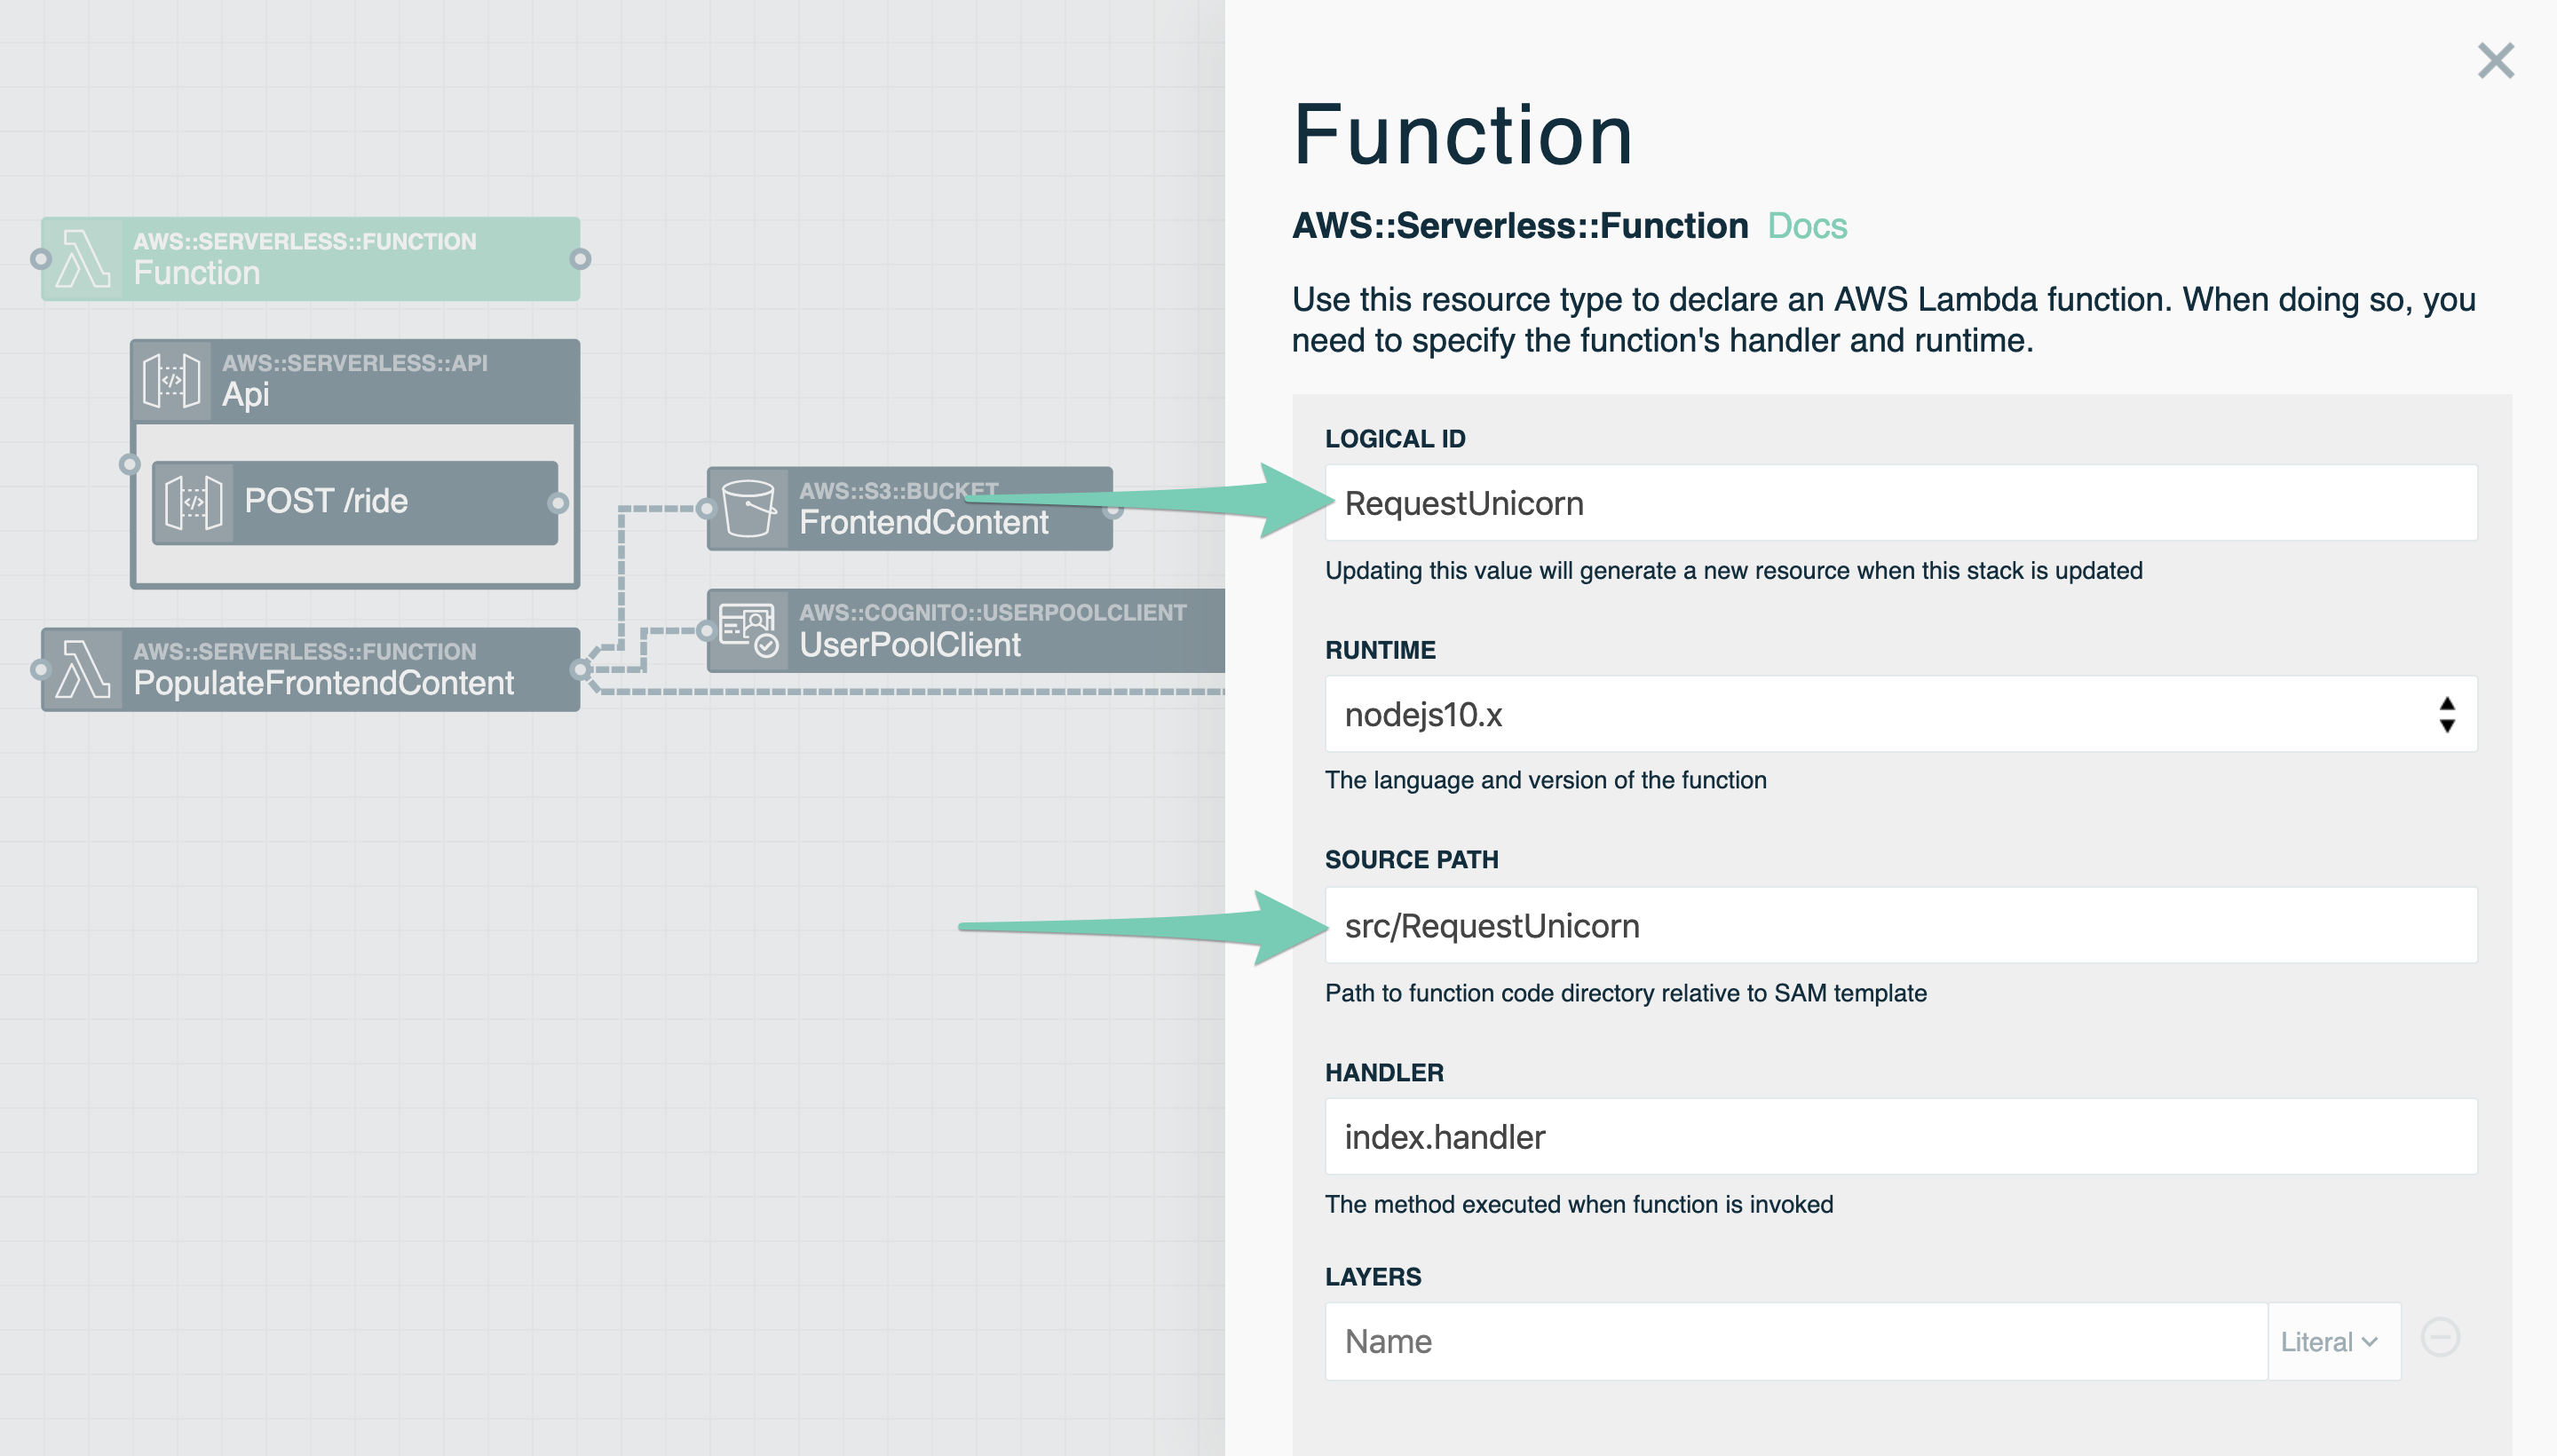 AWS::SERVERLESS::FUNCTION
Function
AWS::SERVERLESS::API
Api
POST /ride
AWS::S3::BUCKET
FrontendContent
AWS::COGNITO::USERPOOLCLIENT
UserPoolClient
AWS::SERVERLESS::FUNCTION
PopulateFrontendContent
Function
AWS::Serverless::Function Docs
Use this resource type to declare an AWS Lambda function. When doing so, you
need to specify the function's handler and runtime.
LOGICAL ID
RequestUnicorn
Updating this value will generate a new resource when this stack is updated
RUNTIME
nodejs10.x
The language and version of the function
SOURCE PATH
src/RequestUnicorn
Path to function code directory relative to SAM template
HANDLER
index.handler
The method executed when function is invoked
LAYERS
Name
Literal